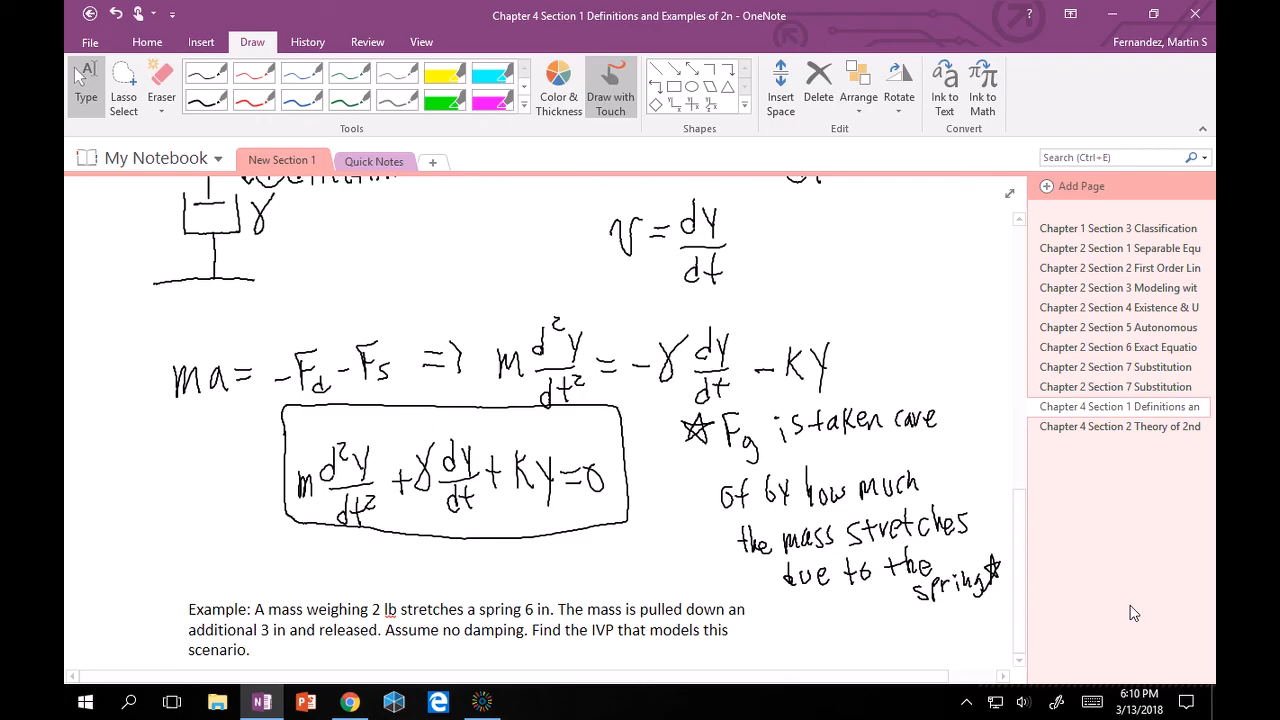 Chapter 4 Section 1 Definitions and Examples of 2n - OneNote
?
File Home Insert Draw History Review View
Fernandez, Martin S
Type
Lasso Select
Eraser
Color & Thickness
Draw with Touch
Insert Space
Delete
Arrange
Rotate
Ink to Text
Ink to Math
Tools
Shapes
Edit
Convert
My Notebook New Section 1 Quick Notes +
Search (Ctrl+E)
Add Page
Chapter 1 Section 3 Classification
Chapter 2 Section 1 Separable Equ
Chapter 2 Section 2 First Order Lin
Chapter 2 Section 3 Modeling wit
Chapter 2 Section 4 Existence & U
Chapter 2 Section 5 Autonomous
Chapter 2 Section 6 Exact Equatio
Chapter 2 Section 7 Substitution
Chapter 2 Section 7 Substitution
Chapter 4 Section 1 Definitions an
Chapter 4 Section 2 Theory of 2nd
γ
v = dy/dt
ma = -Fd - Fs => m d²y/dt² = -γ dy/dt - Ky
m d²y/dt² + γ dy/dt + Ky = 0
☆ Fg is taken care
of by how much
the mass stretches
due to the
spring☆
Example: A mass weighing 2 lb stretches a spring 6 in. The mass is pulled down an
additional 3 in and released. Assume no damping. Find the IVP that models this
scenario.
6:10 PM
3/13/2018